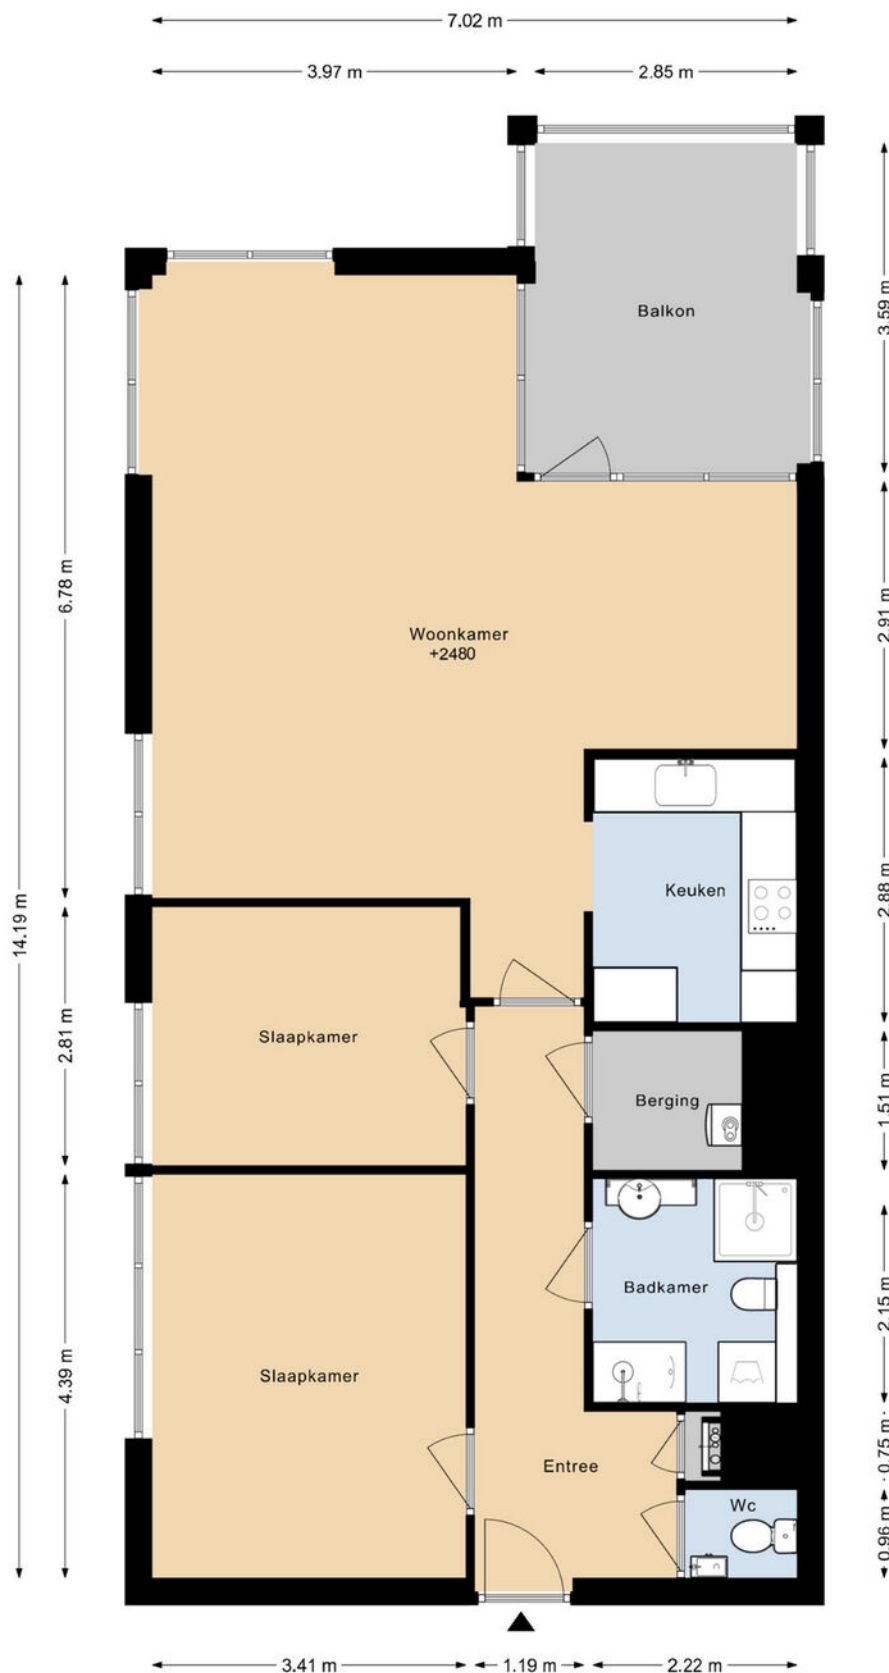 7.02 m
3.97 m
2.85 m
Balkon
3.59 m
14.19 m
6.78 m
2.91 m
Woonkamer
+2480
Keuken
2.88 m
2.81 m
Slaapkamer
Berging
1.51 m
Badkamer
2.15 m
4.39 m
Slaapkamer
Entree
0.75 m
Wc
0.96 m
3.41 m
1.19 m
2.22 m